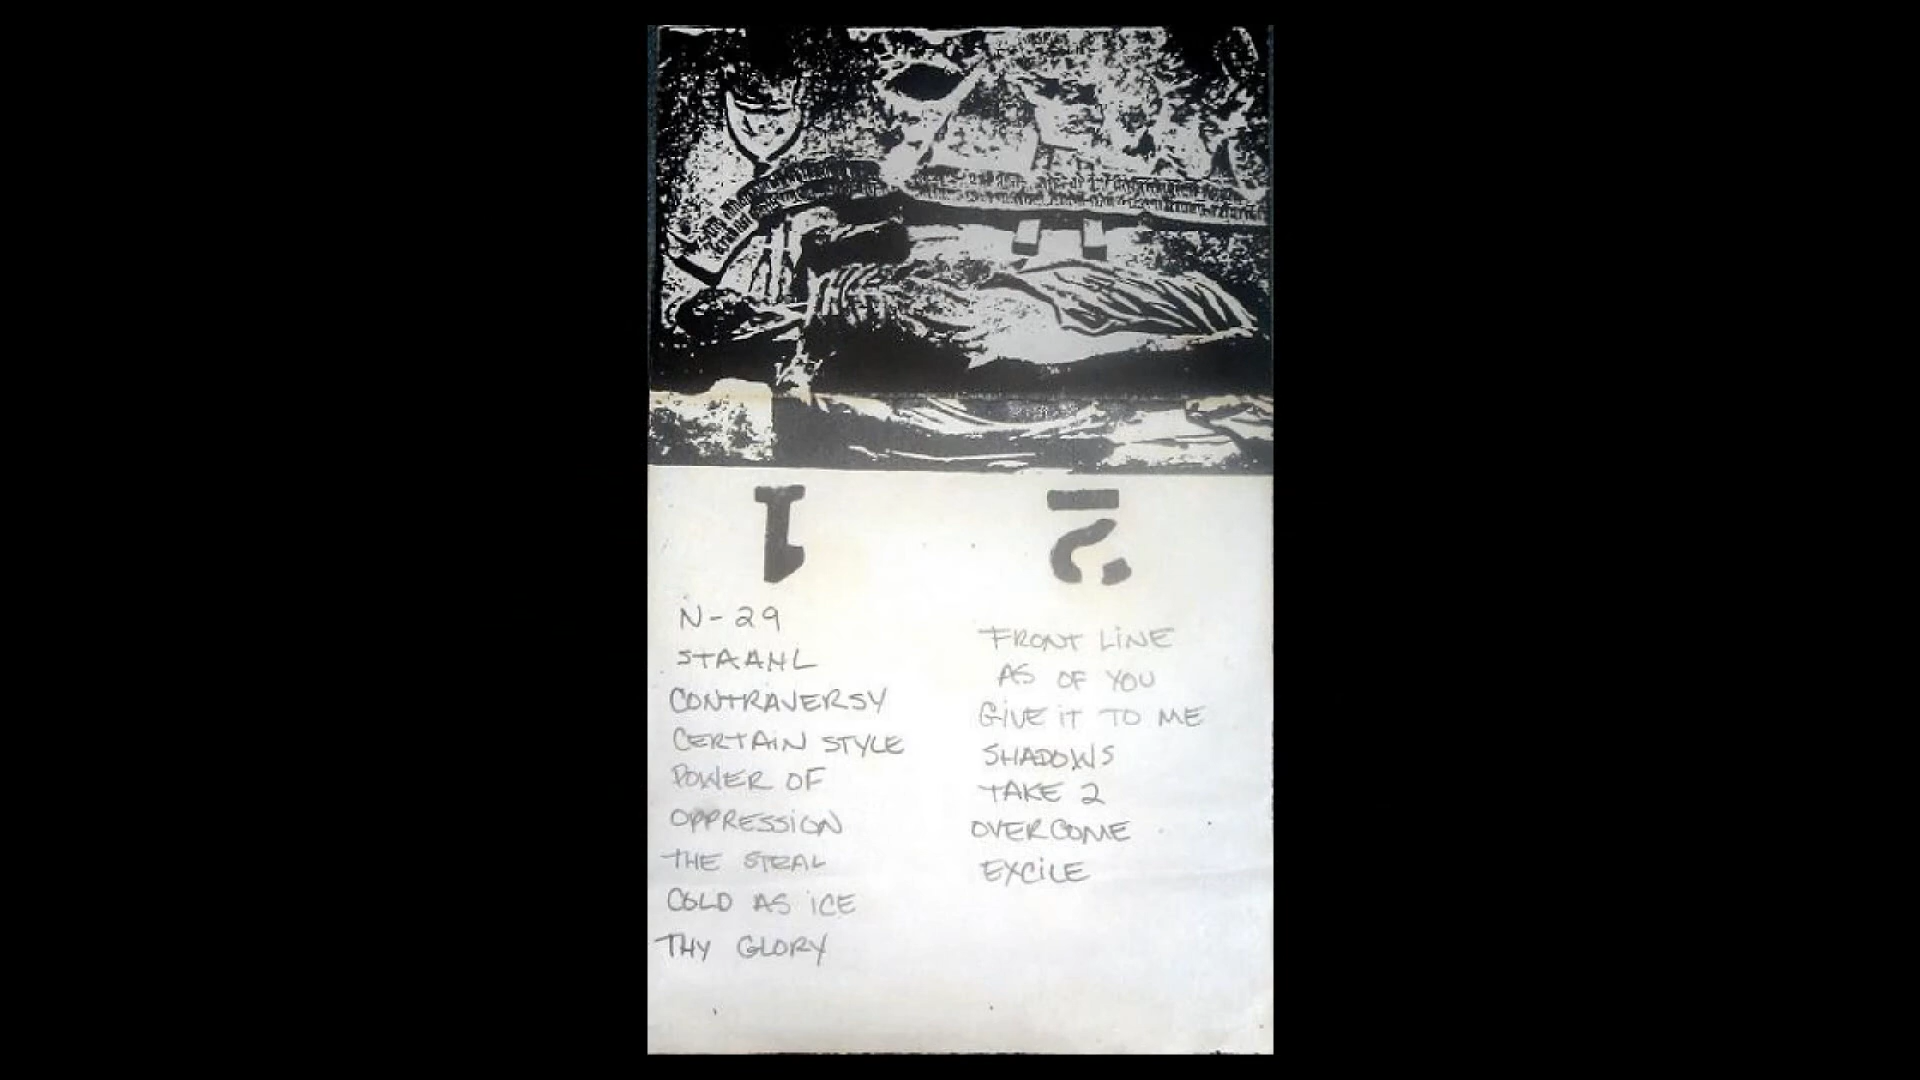 1
2
N-29
STAAHL
CONTRAVERSY
CERTAIN STYLE
POWER OF
OPPRESSION
THE STRAL
COLD AS ICE
THY GLORY
FRONT LINE
AS OF YOU
GIVE IT TO ME
SHADOWS
TAKE 2
OVERCOME
EXCILE